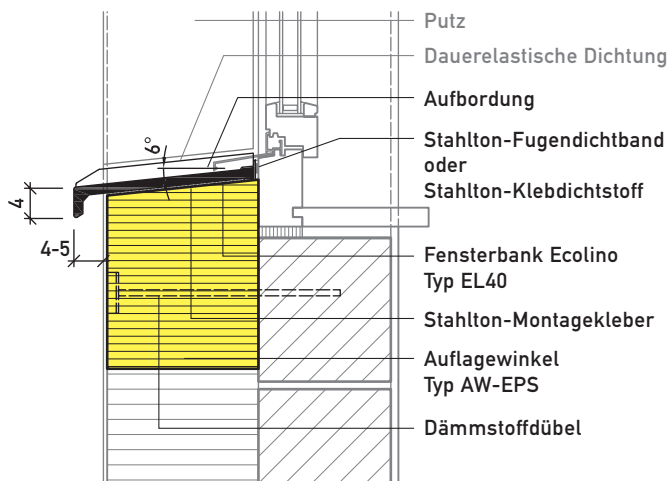 Putz
Dauerelastische Dichtung
Aufbordung
6°
Stahlton-Fugendichtband
oder
Stahlton-Klebdichtstoff
4
4-5
Fensterbank Ecolino
Typ EL40
Stahlton-Montagekleber
Auflagewinkel
Typ AW-EPS
Dämmstoffdübel